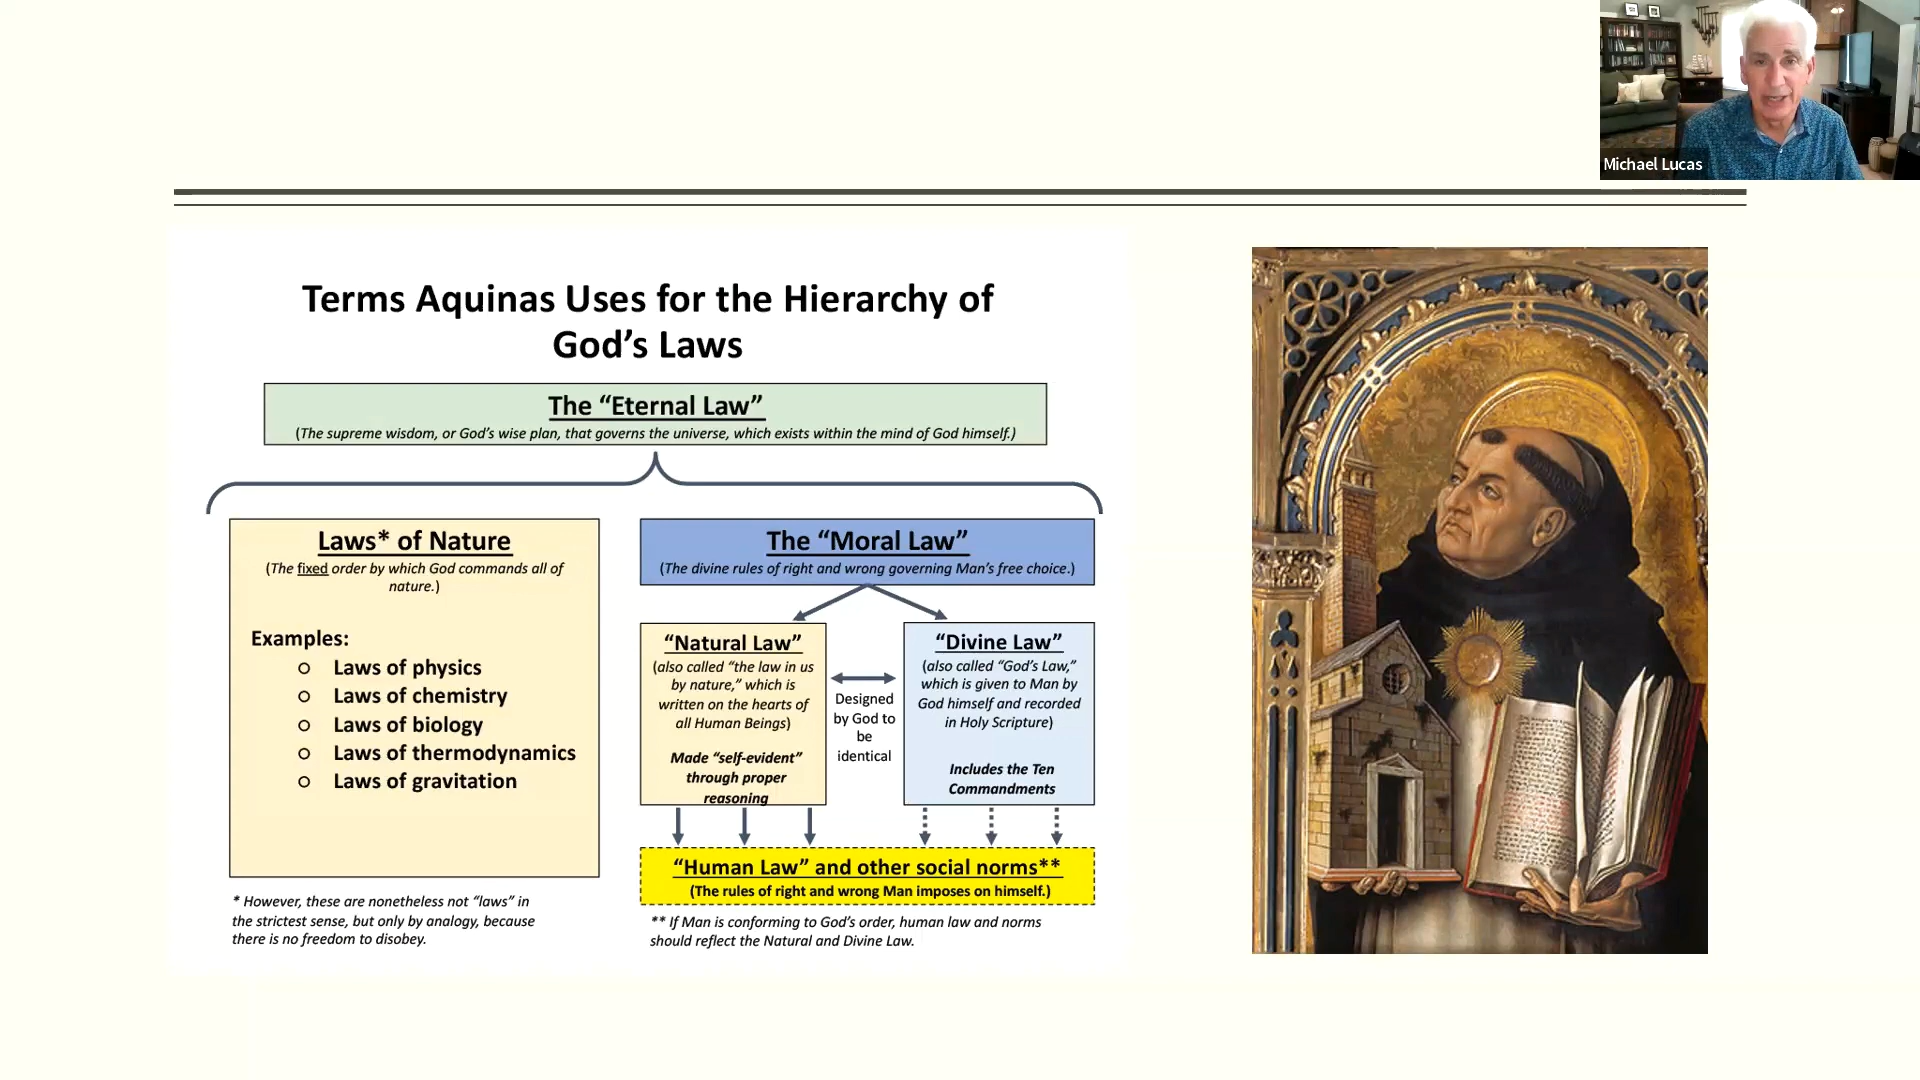 Michael Lucas
Terms Aquinas Uses for the Hierarchy of
God’s Laws
The “Eternal Law”
(The supreme wisdom, or God’s wise plan, that governs the universe, which exists within the mind of God himself.)
Laws* of Nature
(The fixed order by which God commands all of
nature.)
Examples:
o Laws of physics
o Laws of chemistry
o Laws of biology
o Laws of thermodynamics
o Laws of gravitation
* However, these are nonetheless not “laws” in
the strictest sense, but only by analogy, because
there is no freedom to disobey.
The “Moral Law”
(The divine rules of right and wrong governing Man’s free choice.)
“Natural Law”
(also called “the law in us
by nature,” which is
written on the hearts of
all Human Beings)
Made “self-evident”
through proper
reasoning
Designed
by God to
be
identical
“Divine Law”
(also called “God’s Law,”
which is given to Man by
God himself and recorded
in Holy Scripture)
Includes the Ten
Commandments
“Human Law” and other social norms**
(The rules of right and wrong Man imposes on himself.)
** If Man is conforming to God’s order, human law and norms
should reflect the Natural and Divine Law.